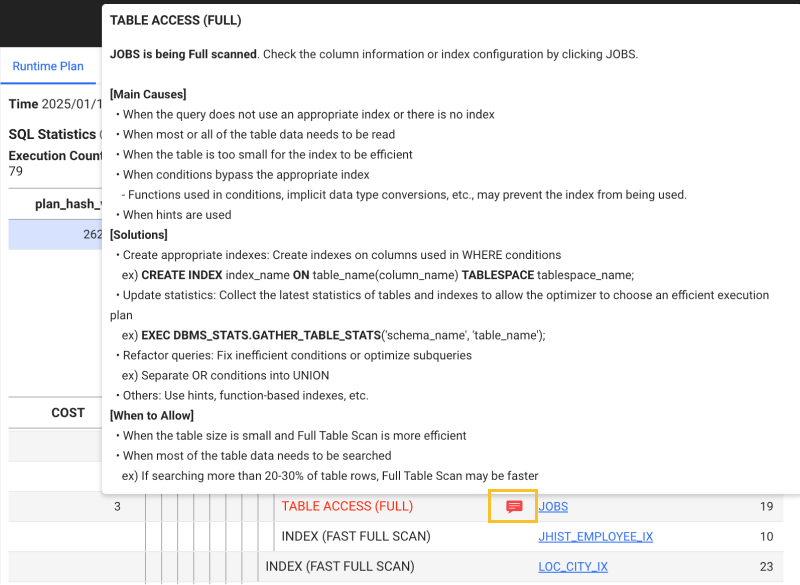 TABLE ACCESS (FULL)
JOBS is being Full scanned. Check the column information or index configuration by clicking JOBS.
[Main Causes]
• When the query does not use an appropriate index or there is no index
• When most or all of the table data needs to be read
• When the table is too small for the index to be efficient
• When conditions bypass the appropriate index
- Functions used in conditions, implicit data type conversions, etc., may prevent the index from being used.
• When hints are used
[Solutions]
• Create appropriate indexes: Create indexes on columns used in WHERE conditions
ex) CREATE INDEX index_name ON table_name(column_name) TABLESPACE tablespace_name;
• Update statistics: Collect the latest statistics of tables and indexes to allow the optimizer to choose an efficient execution
plan
ex) EXEC DBMS_STATS.GATHER_TABLE_STATS('schema_name', 'table_name');
• Refactor queries: Fix inefficient conditions or optimize subqueries
ex) Separate OR conditions into UNION
• Others: Use hints, function-based indexes, etc.
[When to Allow]
• When the table size is small and Full Table Scan is more efficient
• When most of the table data needs to be searched
ex) If searching more than 20-30% of table rows, Full Table Scan may be faster
Runtime Plan
Time 2025/01/1
SQL Statistics
Execution Count
79
plan_hash_v
262
COST
3 TABLE ACCESS (FULL) JOBS 19
INDEX (FAST FULL SCAN) JHIST_EMPLOYEE_IX 10
INDEX (FAST FULL SCAN) LOC_CITY_IX 23